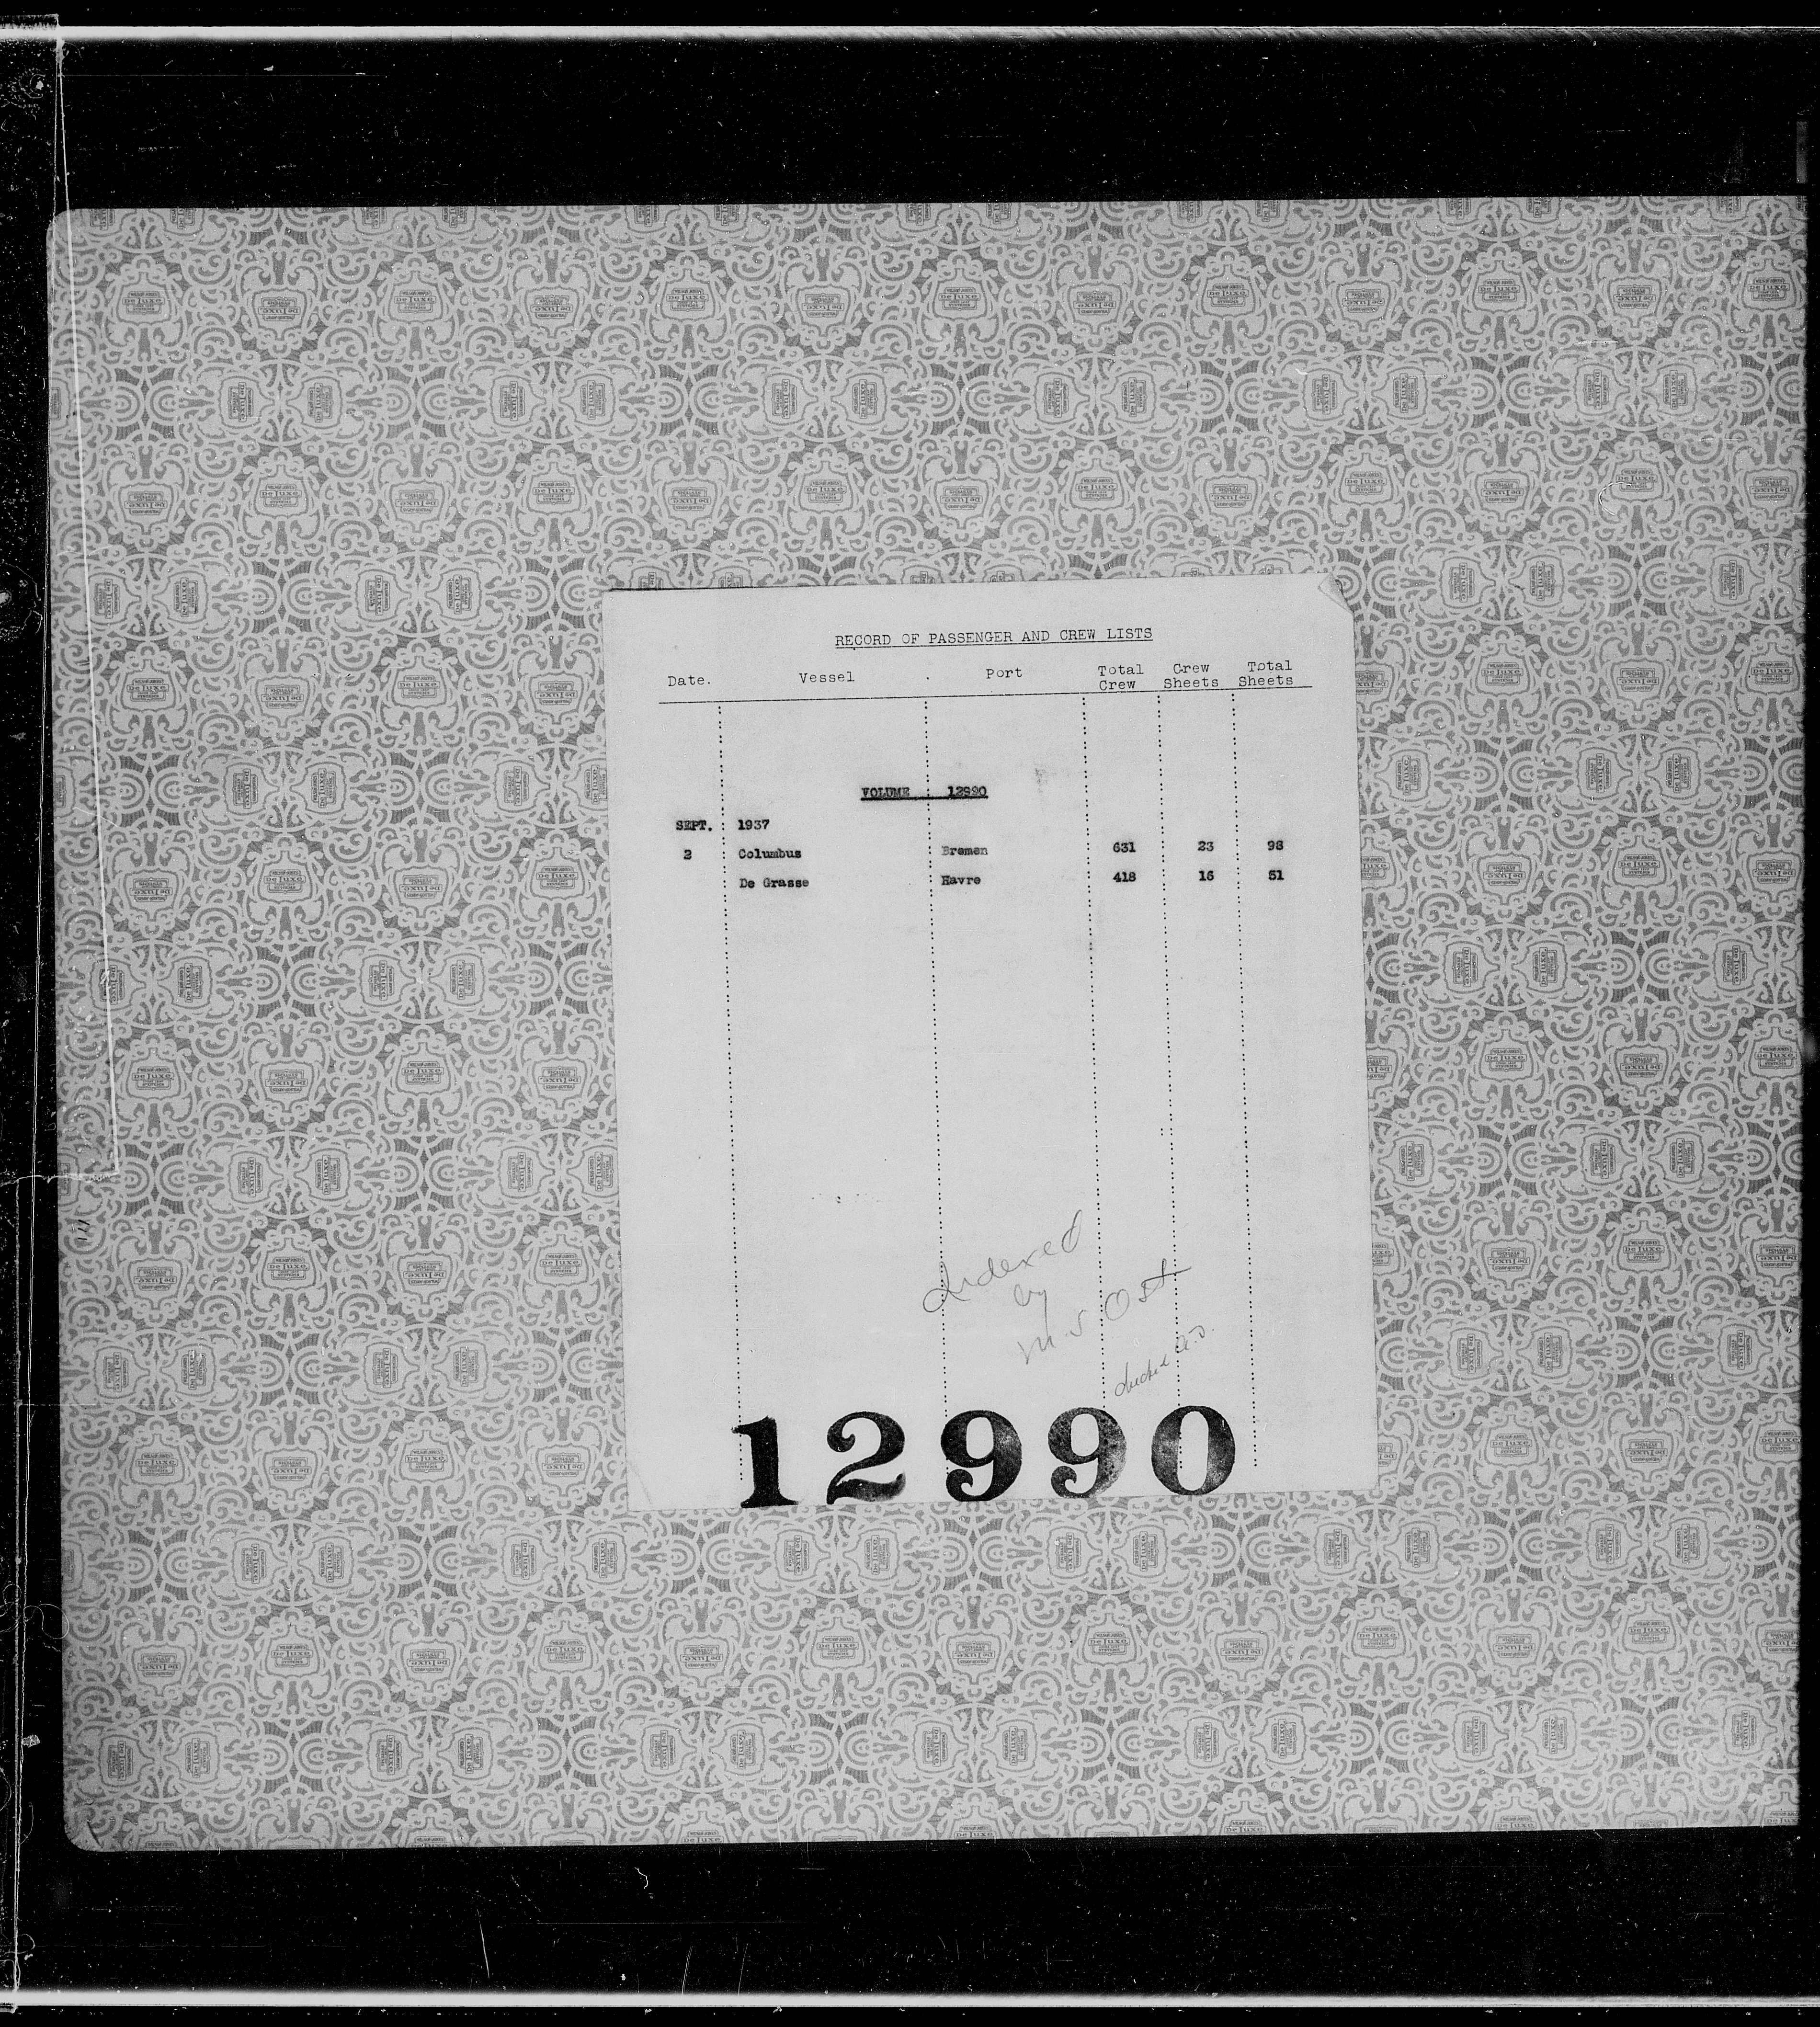 RECORD OF PASSENGER AND CREW LISTS
Date. Vessel Port Total Crew Crew Sheets Total Sheets
VOLUME 12990
SEPT. 1937
2 Columbus Bremen 631 23 98
De Grasse Havre 418 16 51
Indexed
by
M. J. Ost
12990